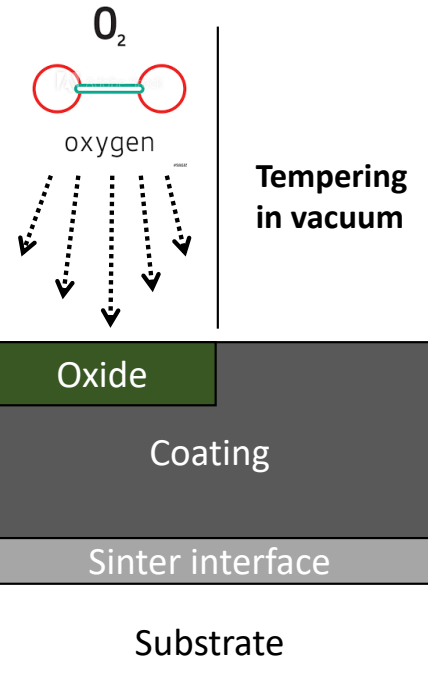 O2
oxygen
Tempering
in vacuum
Oxide
Coating
Sinter interface
Substrate